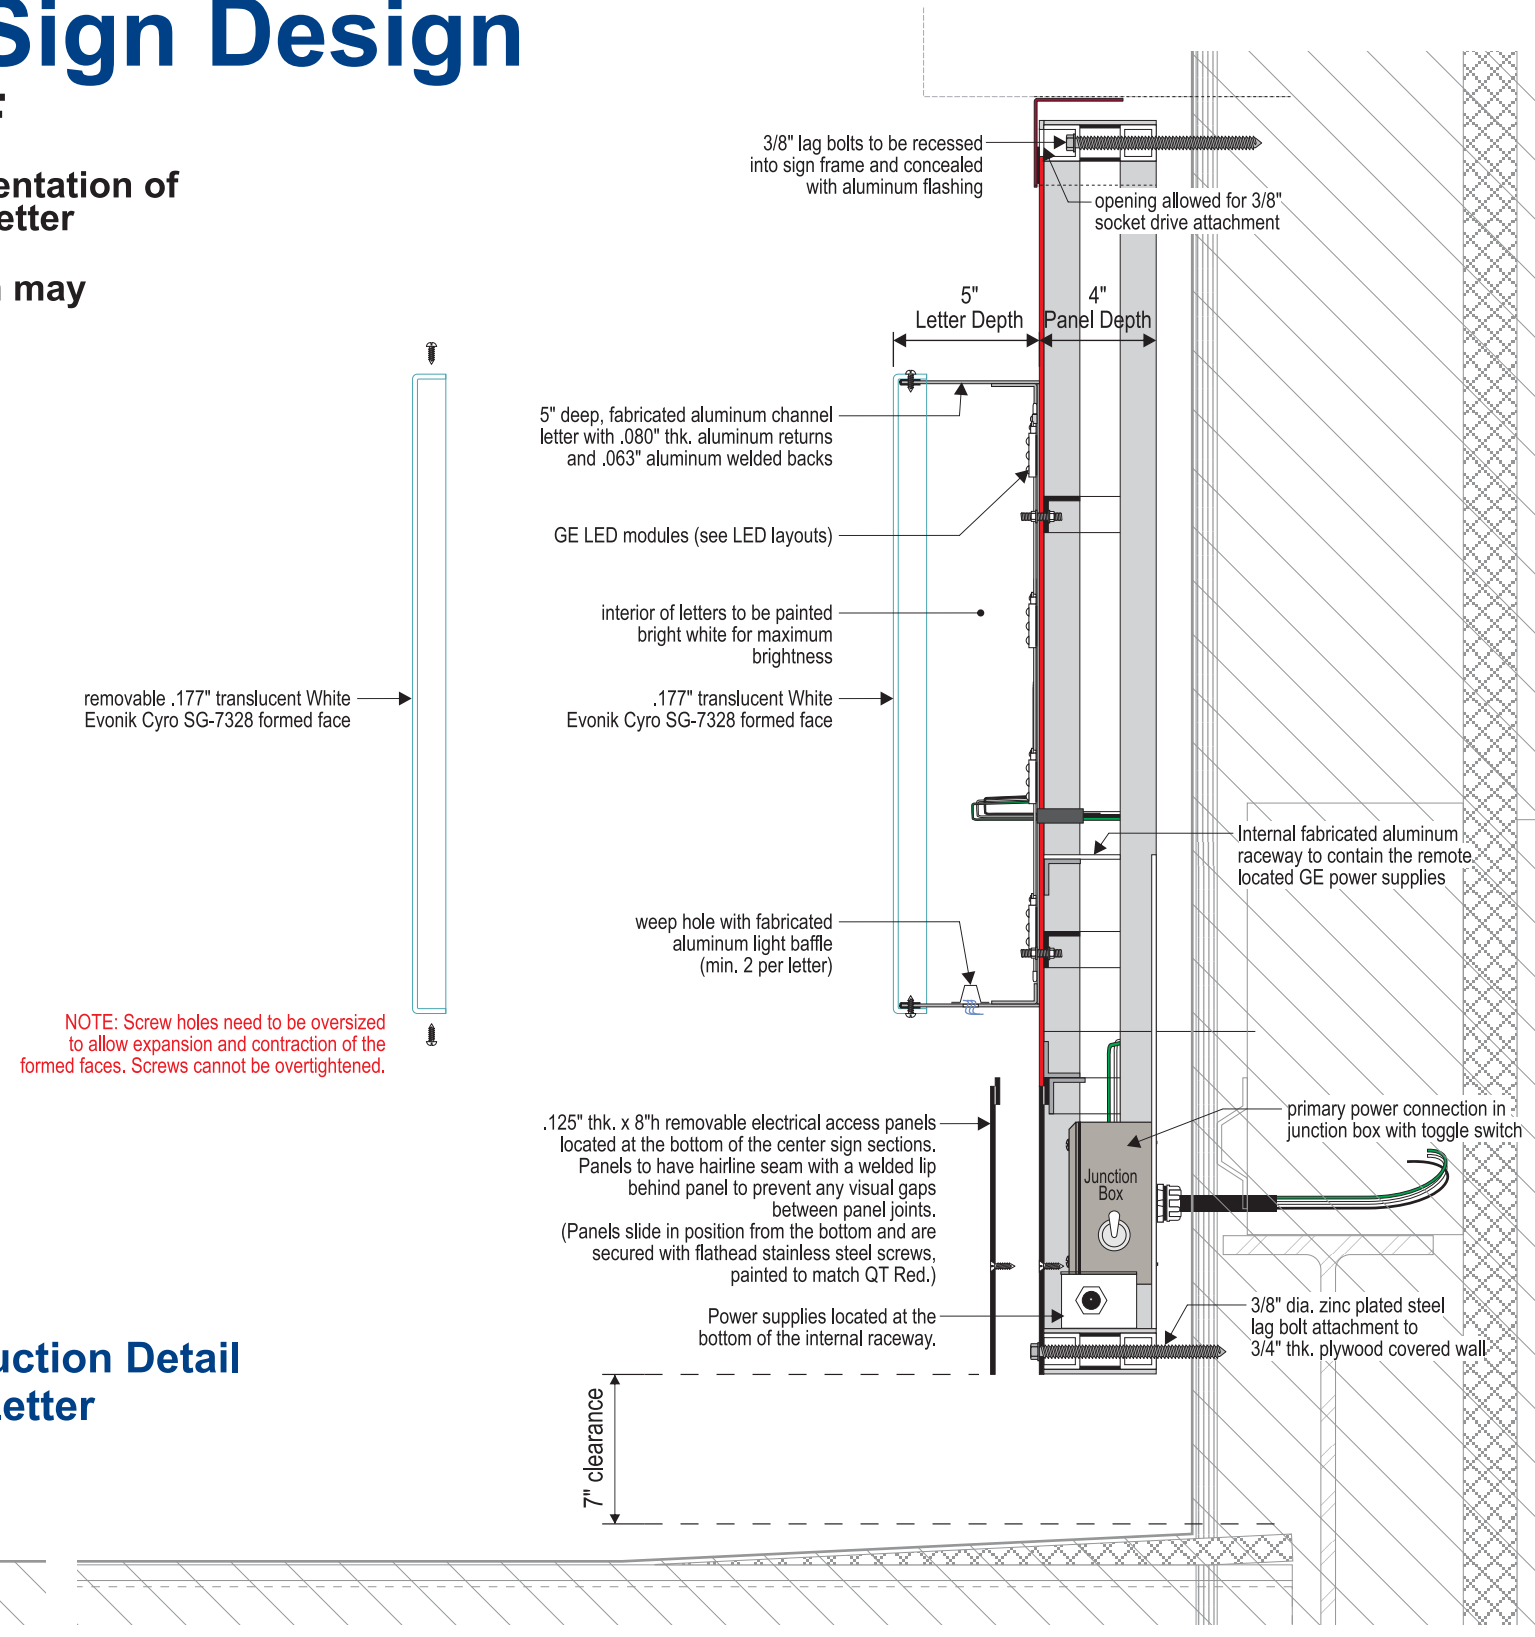 Sign Design
entation of
etter
may
3/8" lag bolts to be recessed
into sign frame and concealed
with aluminum flashing
opening allowed for 3/8"
socket drive attachment
5"
Letter Depth
4"
Panel Depth
5" deep, fabricated aluminum channel
letter with .080" thk. aluminum returns
and .063" aluminum welded backs
GE LED modules (see LED layouts)
interior of letters to be painted
bright white for maximum
brightness
removable .177" translucent White
Evonik Cyro SG-7328 formed face
.177" translucent White
Evonik Cyro SG-7328 formed face
Internal fabricated aluminum
raceway to contain the remote
located GE power supplies
weep hole with fabricated
aluminum light baffle
(min. 2 per letter)
NOTE: Screw holes need to be oversized
to allow expansion and contraction of the
formed faces. Screws cannot be overtightened.
.125" thk. x 8"h removable electrical access panels
located at the bottom of the center sign sections.
Panels to have hairline seam with a welded lip
behind panel to prevent any visual gaps
between panel joints.
(Panels slide in position from the bottom and are
secured with flathead stainless steel screws,
painted to match QT Red.)
primary power connection in
junction box with toggle switch
Junction
Box
Power supplies located at the
bottom of the internal raceway.
3/8" dia. zinc plated steel
lag bolt attachment to
3/4" thk. plywood covered wall
uction Detail
Letter
7" clearance